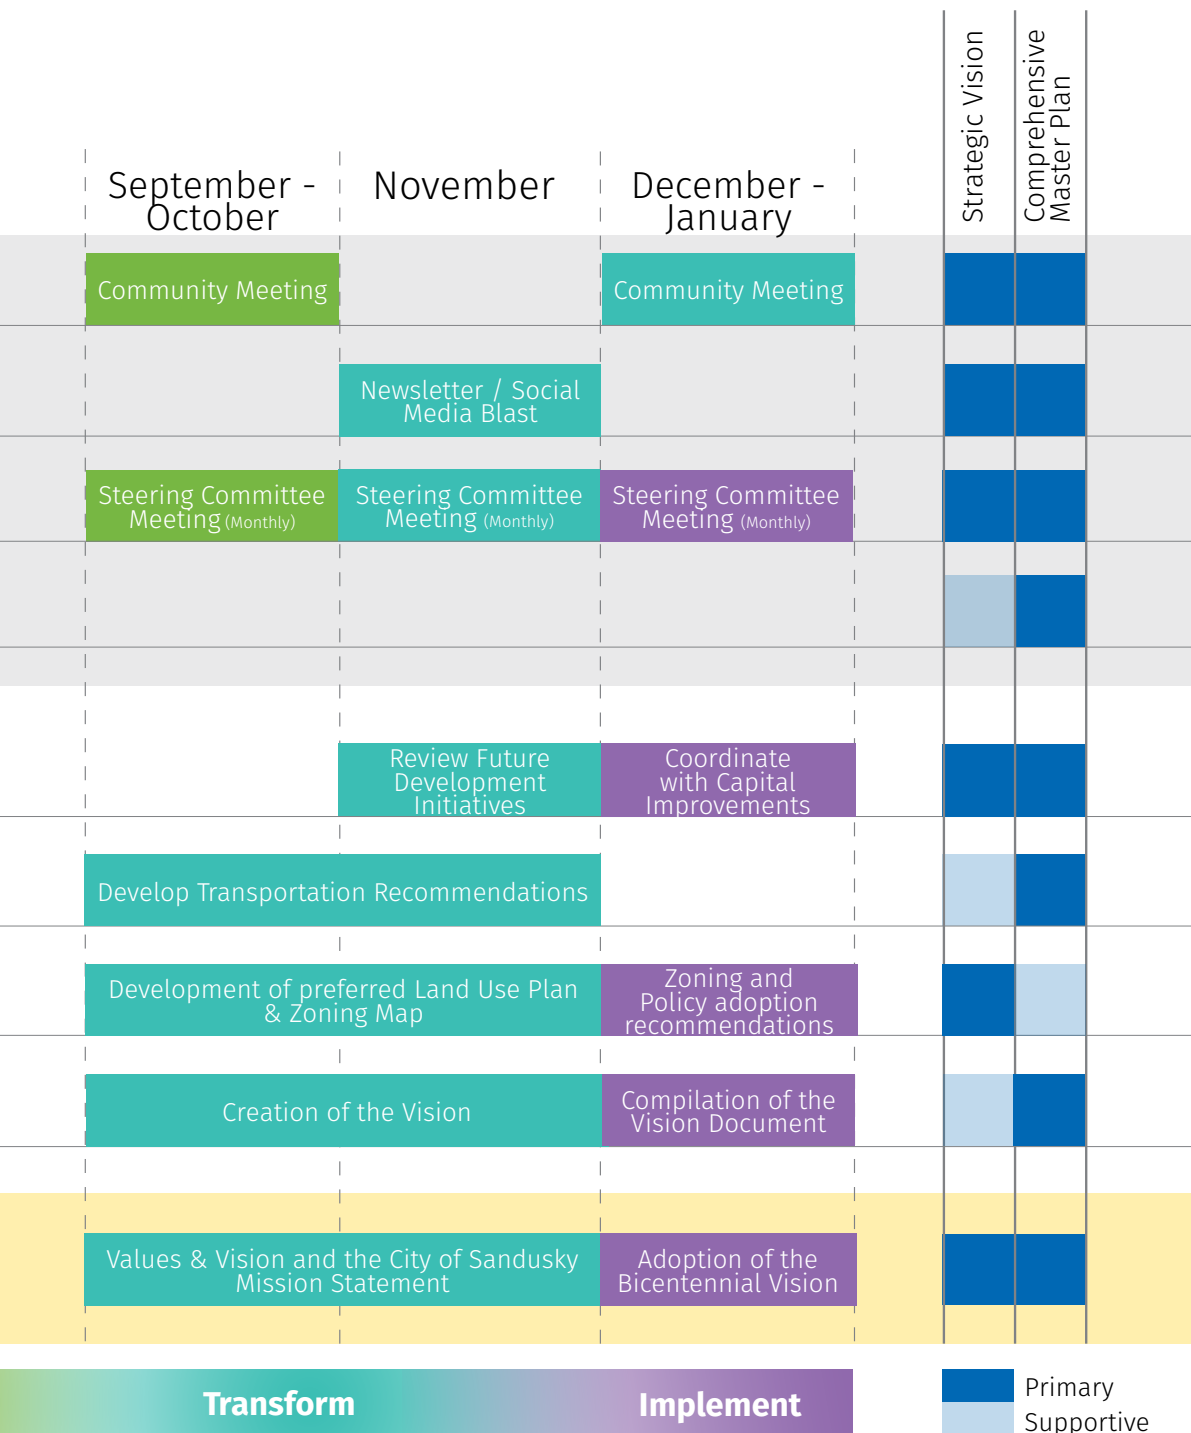 Strategic Vision
Comprehensive
Master Plan
September -
October
November
December -
January
Community Meeting
Community Meeting
Newsletter / Social
Media Blast
Steering Committee
Meeting (Monthly)
Steering Committee
Meeting (Monthly)
Steering Committee
Meeting (Monthly)
Review Future
Development
Initiatives
Coordinate
with Capital
Improvements
Develop Transportation Recommendations
Development of preferred Land Use Plan
& Zoning Map
Zoning and
Policy adoption
recommendations
Creation of the Vision
Compilation of the
Vision Document
Values & Vision and the City of Sandusky
Mission Statement
Adoption of the
Bicentennial Vision
Transform
Implement
Primary
Supportive